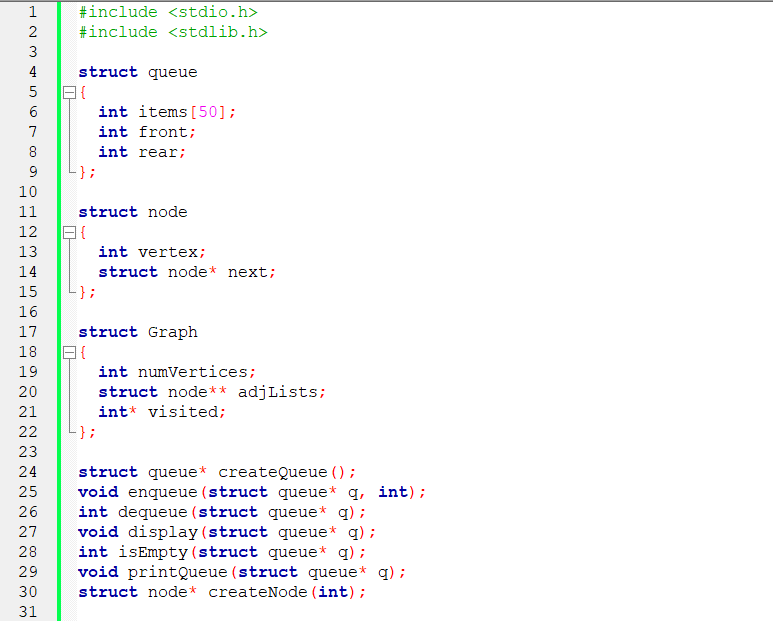 1 #include <stdio.h>
2 #include <stdlib.h>
3
4 struct queue
5 {
6 int items[50];
7 int front;
8 int rear;
9 };
10
11 struct node
12 {
13 int vertex;
14 struct node* next;
15 };
16
17 struct Graph
18 {
19 int numVertices;
20 struct node** adjLists;
21 int* visited;
22 };
23
24 struct queue* createQueue();
25 void enqueue(struct queue* q, int);
26 int dequeue(struct queue* q);
27 void display(struct queue* q);
28 int isEmpty(struct queue* q);
29 void printQueue(struct queue* q);
30 struct node* createNode(int);
31